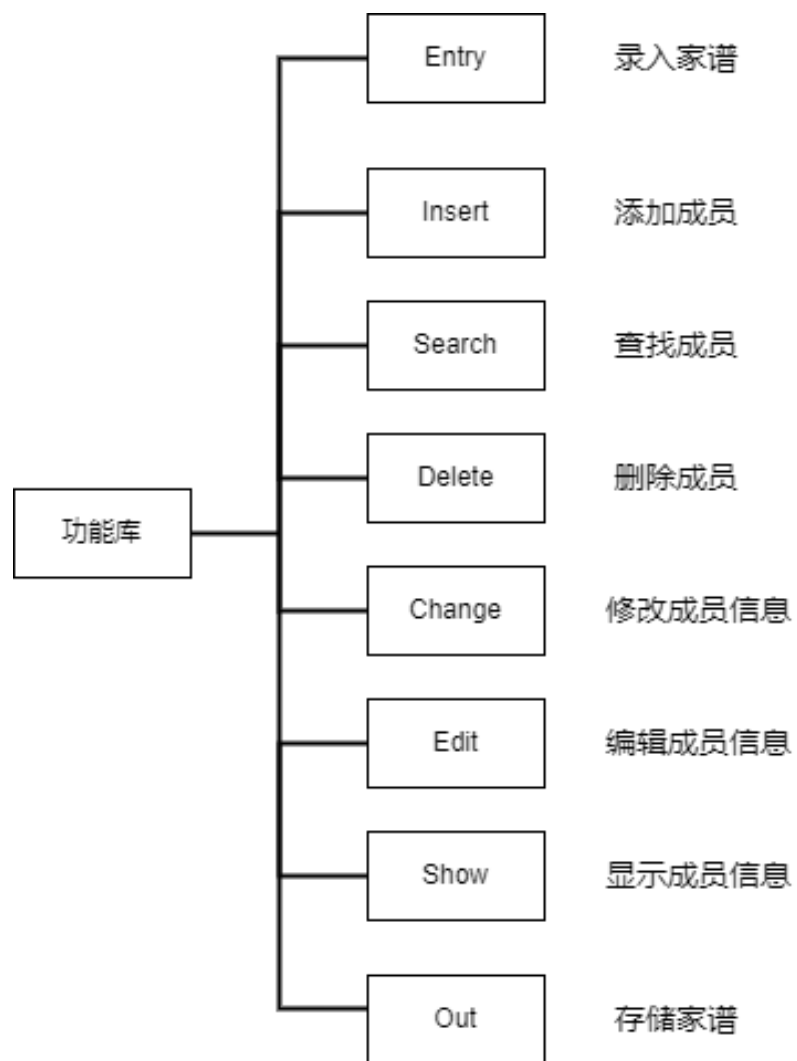 Entry 录入家谱
Insert 添加成员
Search 查找成员
Delete 删除成员
功能库
Change 修改成员信息
Edit 编辑成员信息
Show 显示成员信息
Out 存储家谱